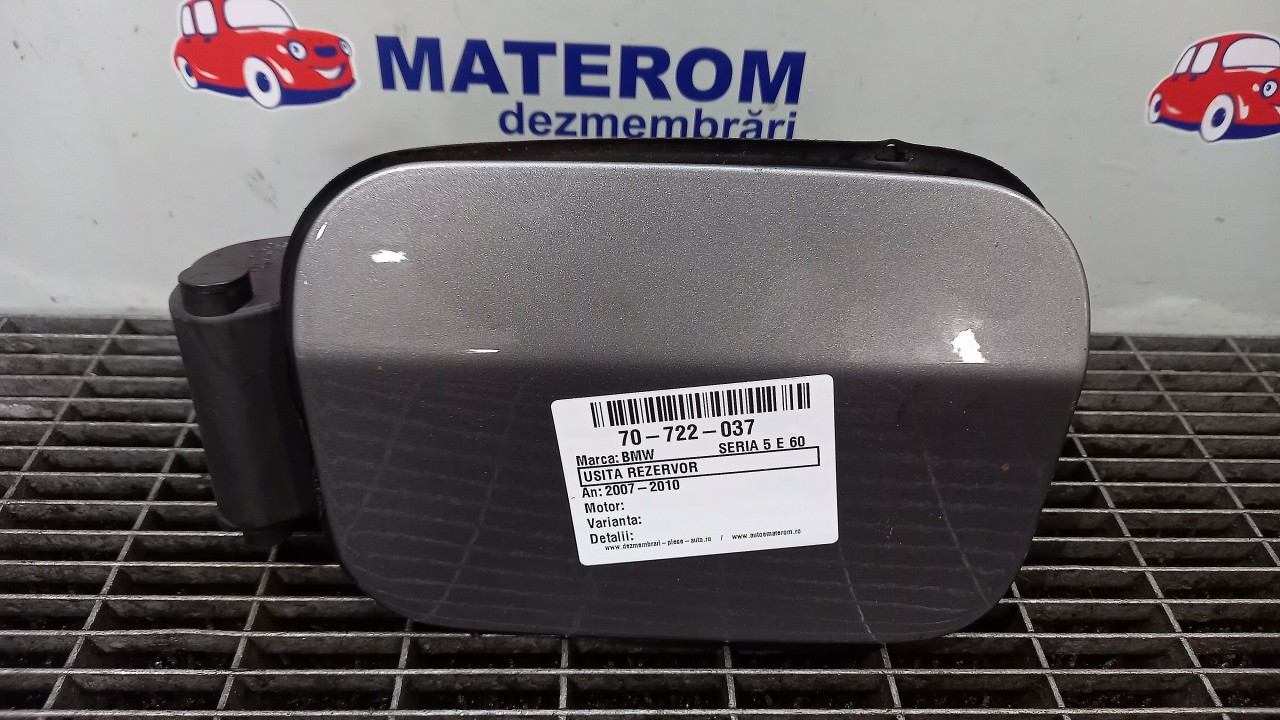 MATEROM
dezmembrări
70-722-037
Marca: BMW SERIA 5 E 60
USITA REZERVOR
An: 2007-2010
Motor:
Varianta:
Detalii:
www.dezmembrari-piese-auto.ro / www.autoematerom.ro